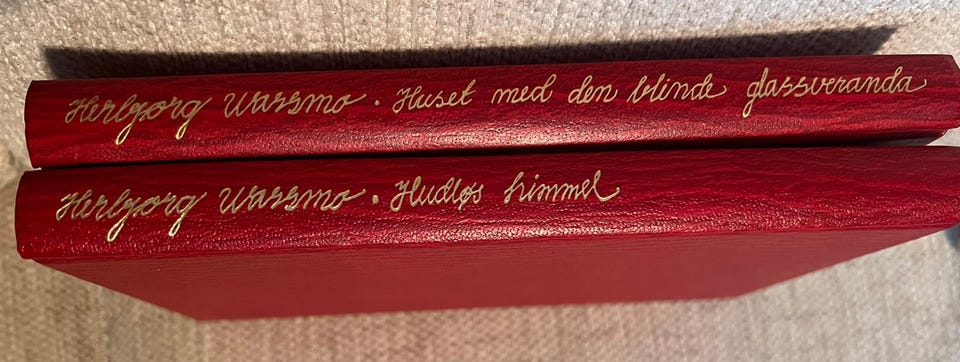 Herbjørg Wassmo • Huset med den blinde glassveranda
Herbjørg Wassmo • Hudløs himmel